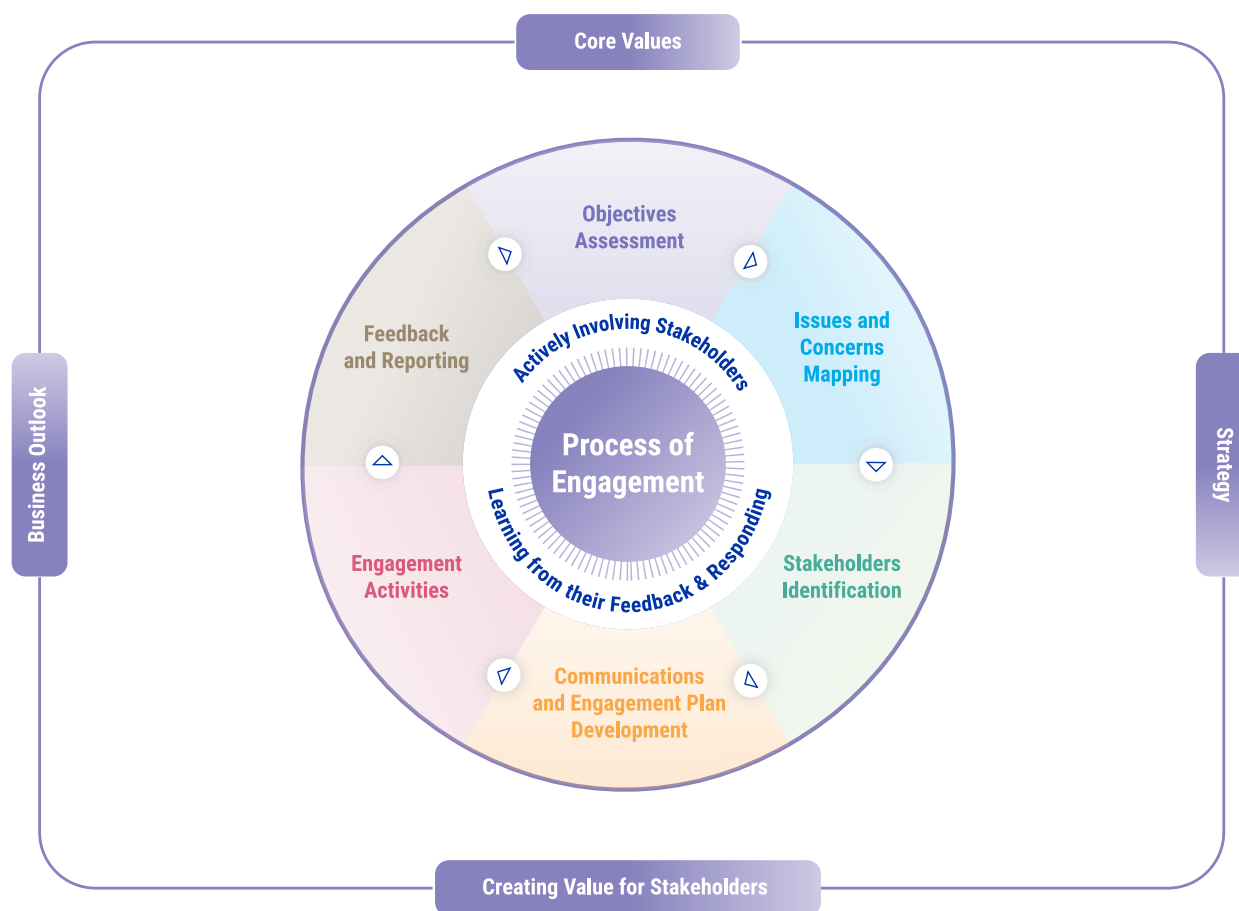 Core Values
Objectives
Assessment
Issues and
Concerns
Mapping
Feedback
and Reporting
Actively Involving Stakeholders
Process of
Engagement
Learning from their Feedback & Responding
Business Outlook
Strategy
Engagement
Activities
Stakeholders
Identification
Communications
and Engagement Plan
Development
Creating Value for Stakeholders